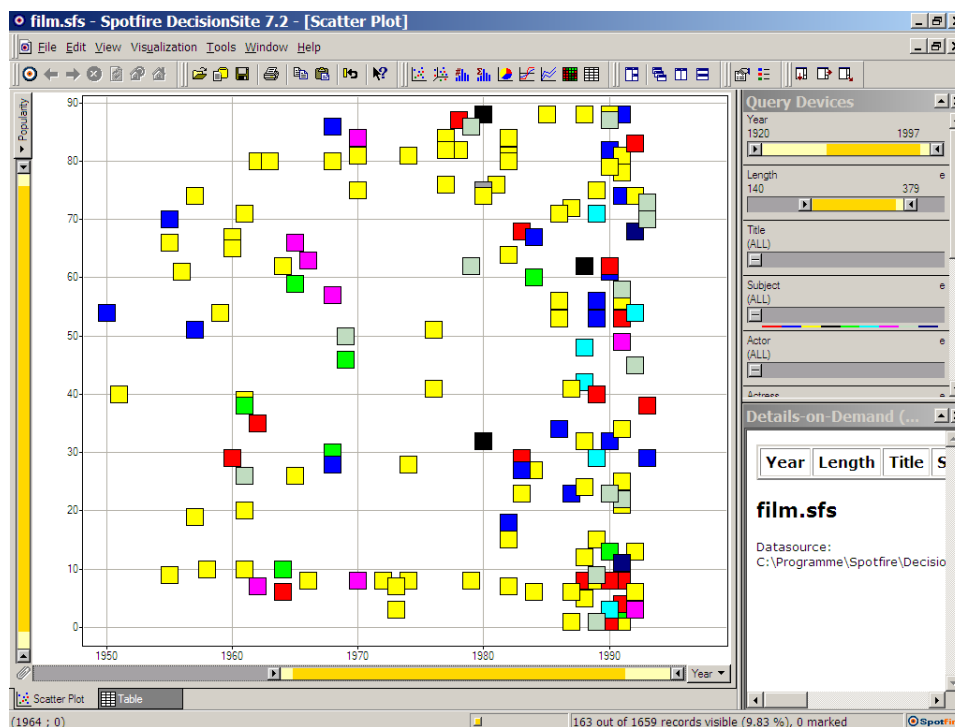 film.sfs - Spotfire DecisionSite 7.2 - [Scatter Plot]
File Edit View Visualization Tools Window Help
Popularity
90
80
70
60
50
40
30
20
10
0
1950 1960 1970 1980 1990
Year
Scatter Plot Table
Query Devices
Year
1920 1997
Length e
140 379
Title
(ALL)
Subject e
(ALL)
Actor e
(ALL)
Actress
Details-on-Demand (...
Year Length Title S
film.sfs
Datasource:
C:\Programme\Spotfire\Decisio
(1964 ; 0) 163 out of 1659 records visible (9.83 %), 0 marked Spotfir